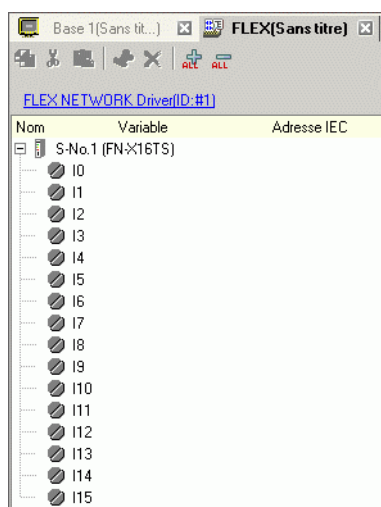 Base 1(Sans tit...) FLEX(Sans titre)
ALL ALL
FLEX NETWORK Driver(ID:#1)
Nom Variable Adresse IEC
S-No.1 (FN-X16TS)
I0
I1
I2
I3
I4
I5
I6
I7
I8
I9
I10
I11
I12
I13
I14
I15